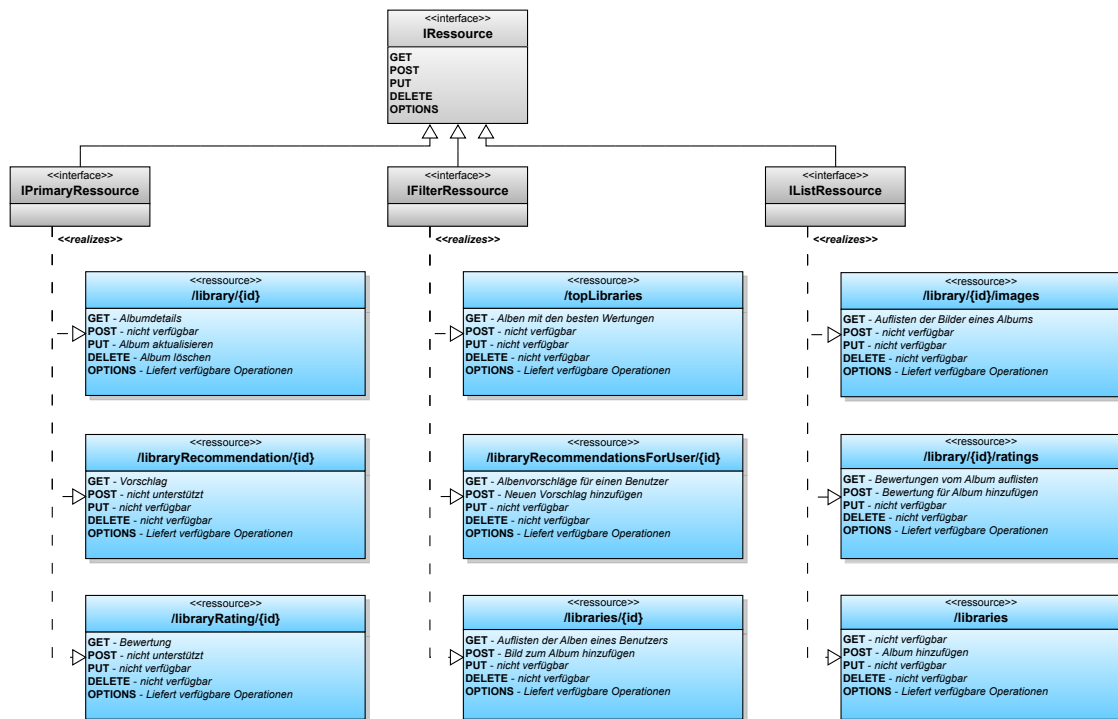 <<interface>>
IRessource
GET
POST
PUT
DELETE
OPTIONS
<<interface>>
IPrimaryRessource
<<interface>>
IFilterRessource
<<interface>>
IListRessource
<<realizes>>
<<realizes>>
<<realizes>>
<<ressource>>
/library/{id}
GET - Albumdetails
POST - nicht verfügbar
PUT - Album aktualisieren
DELETE - Album löschen
OPTIONS - Liefert verfügbare Operationen
<<ressource>>
/topLibraries
GET - Alben mit den besten Wertungen
POST - nicht verfügbar
PUT - nicht verfügbar
DELETE - nicht verfügbar
OPTIONS - Liefert verfügbare Operationen
<<ressource>>
/library/{id}/images
GET - Auflisten der Bilder eines Albums
POST - nicht verfügbar
PUT - nicht verfügbar
DELETE - nicht verfügbar
OPTIONS - Liefert verfügbare Operationen
<<ressource>>
/libraryRecommendation/{id}
GET - Vorschlag
POST - nicht unterstützt
PUT - nicht verfügbar
DELETE - nicht verfügbar
OPTIONS - Liefert verfügbare Operationen
<<ressource>>
/libraryRecommendationsForUser/{id}
GET - Albenvorschläge für einen Benutzer
POST - Neuen Vorschlag hinzufügen
PUT - nicht verfügbar
DELETE - nicht verfügbar
OPTIONS - Liefert verfügbare Operationen
<<ressource>>
/library/{id}/ratings
GET - Bewertungen vom Album auflisten
POST - Bewertung für Album hinzufügen
PUT - nicht verfügbar
DELETE - nicht verfügbar
OPTIONS - Liefert verfügbare Operationen
<<ressource>>
/libraryRating/{id}
GET - Bewertung
POST - nicht unterstützt
PUT - nicht verfügbar
DELETE - nicht verfügbar
OPTIONS - Liefert verfügbare Operationen
<<ressource>>
/libraries/{id}
GET - Auflisten der Alben eines Benutzers
POST - Bild zum Album hinzufügen
PUT - nicht verfügbar
DELETE - nicht verfügbar
OPTIONS - Liefert verfügbare Operationen
<<ressource>>
/libraries
GET - nicht verfügbar
POST - Album hinzufügen
PUT - nicht verfügbar
DELETE - nicht verfügbar
OPTIONS - Liefert verfügbare Operationen